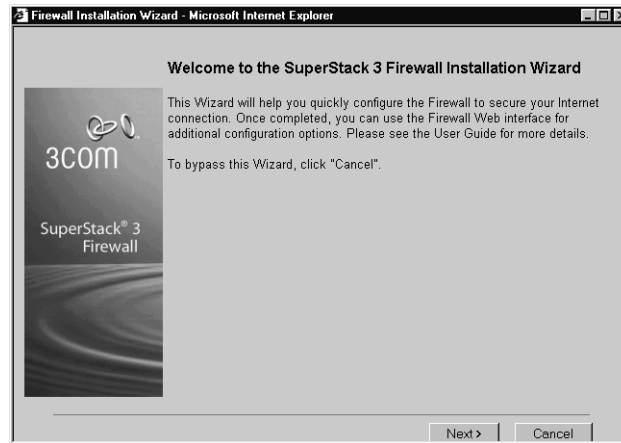 Firewall Installation Wizard - Microsoft Internet Explorer
Welcome to the SuperStack 3 Firewall Installation Wizard
This Wizard will help you quickly configure the Firewall to secure your Internet
connection. Once completed, you can use the Firewall Web interface for
additional configuration options. Please see the User Guide for more details.
To bypass this Wizard, click "Cancel".
3COM
SuperStack® 3
Firewall
Next>
Cancel